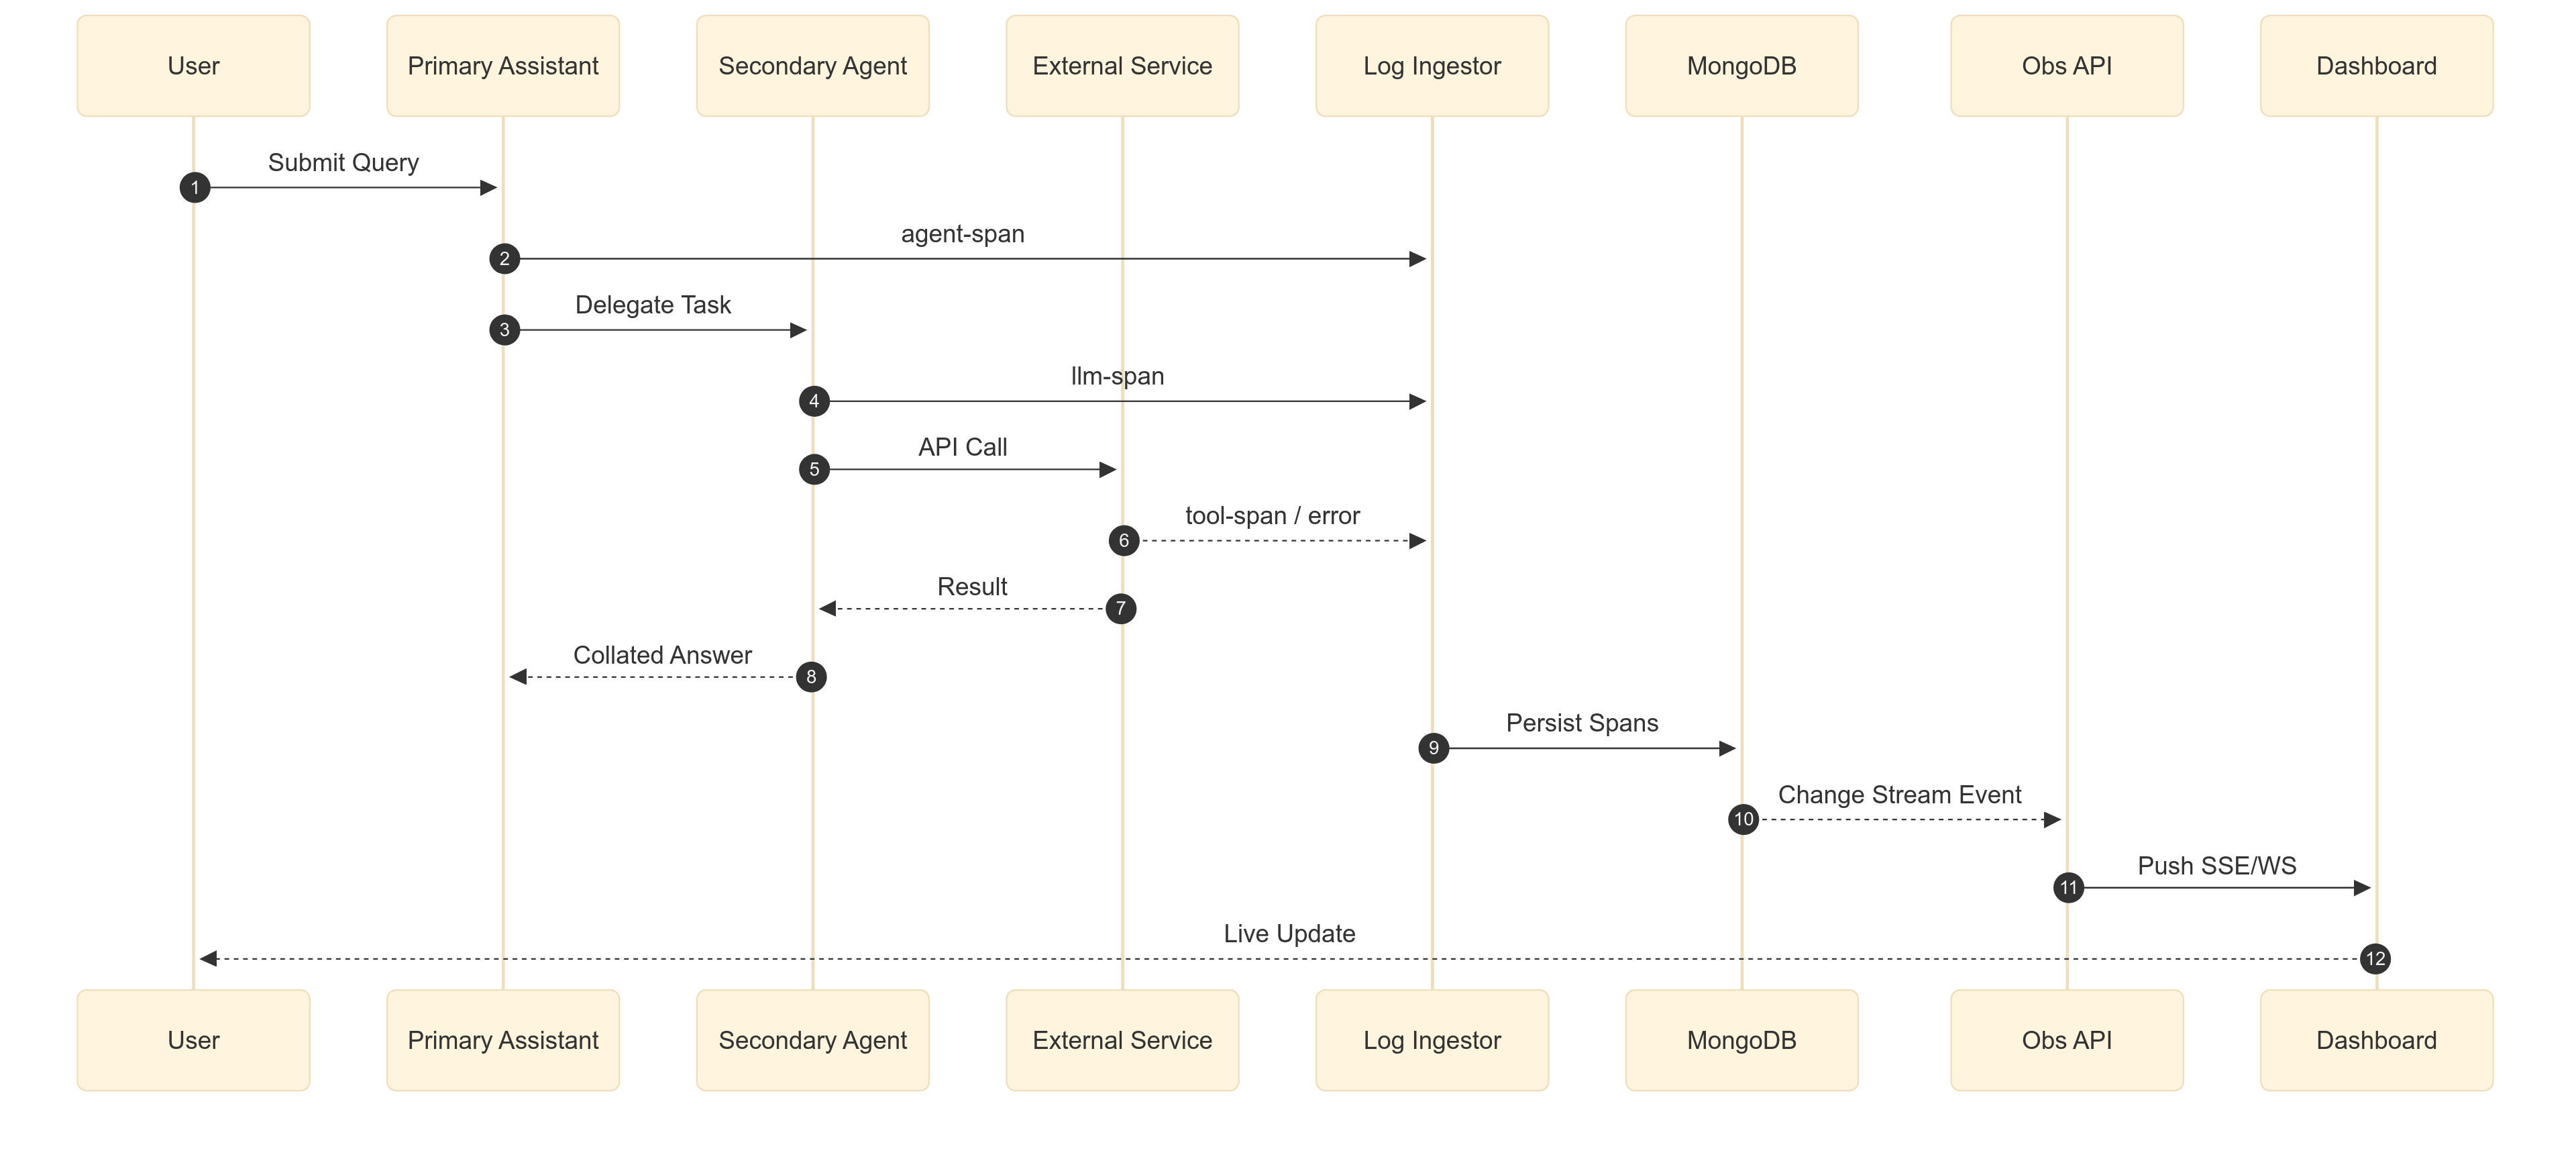 User
Primary Assistant
Secondary Agent
External Service
Log Ingestor
MongoDB
Obs API
Dashboard
Submit Query
1
agent-span
2
Delegate Task
3
llm-span
4
API Call
5
tool-span / error
6
Result
7
Collated Answer
8
Persist Spans
9
Change Stream Event
10
Push SSE/WS
11
Live Update
12
User
Primary Assistant
Secondary Agent
External Service
Log Ingestor
MongoDB
Obs API
Dashboard